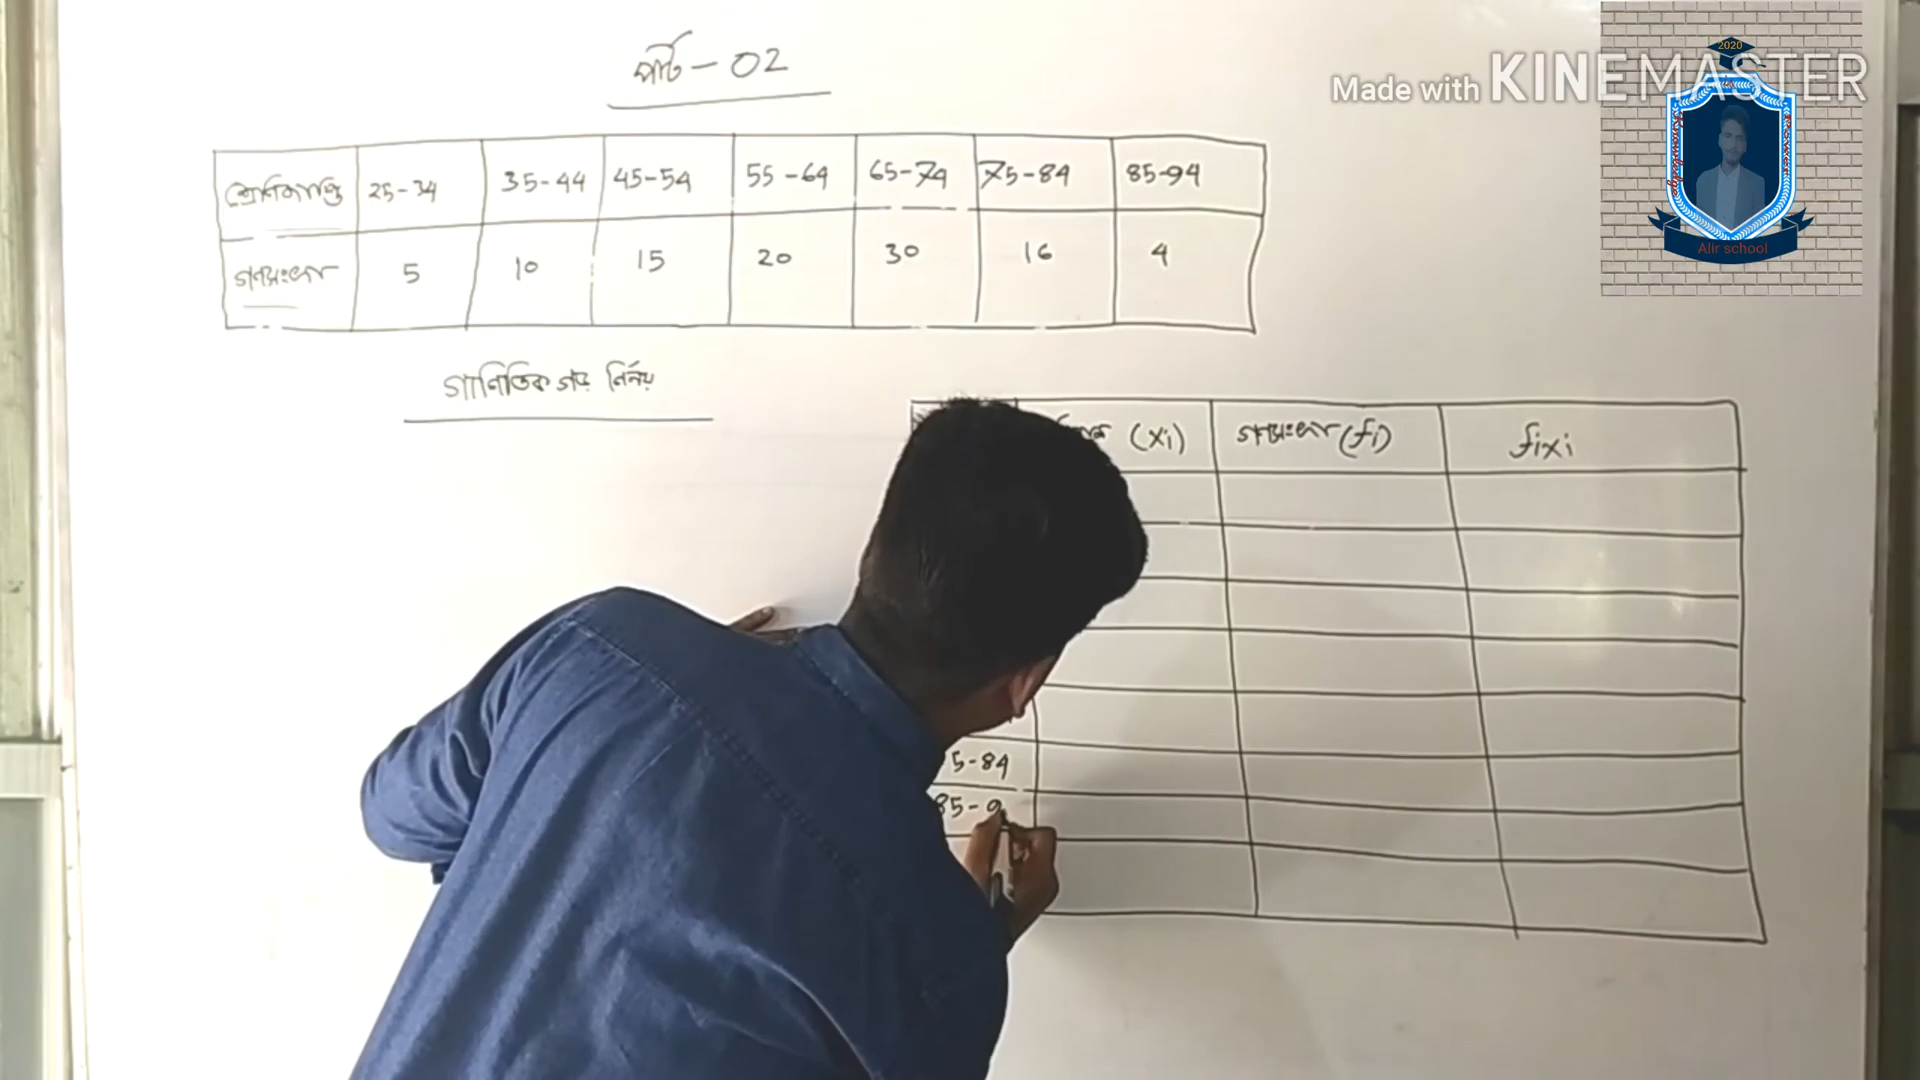 পার্ট - 02
Made with KINEMASTER
2020
শ্রেণিব্যাপ্তি 25-34 35-44 45-54 55-64 65-74 75-84 85-94
গণসংখ্যা 5 10 15 20 30 16 4
Alir school
গাণিতিক গড় নির্ণয়
(xi) গণসংখ্যা (fi) fixi
5-84
85-9